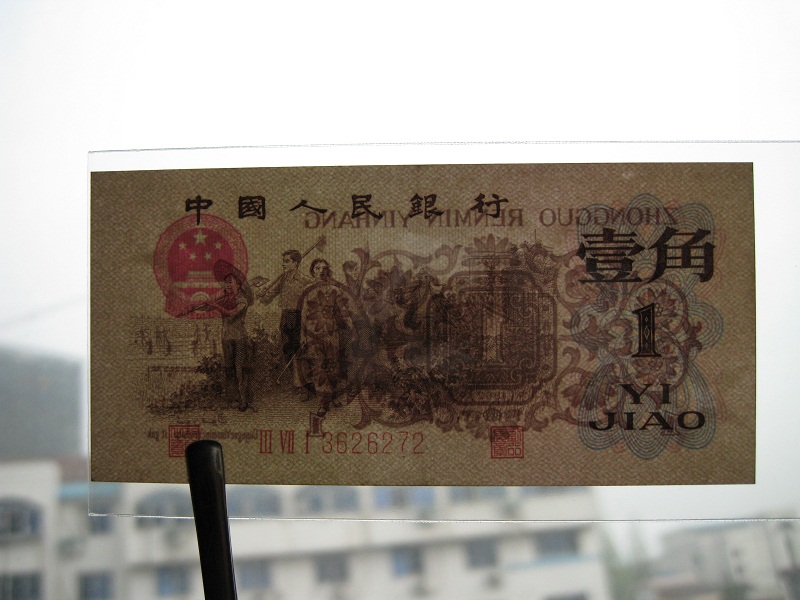 中國人民銀行
ZHONGGUO RENMIN YINHANG
壹角
1
YI
JIAO
III VII I 3626272